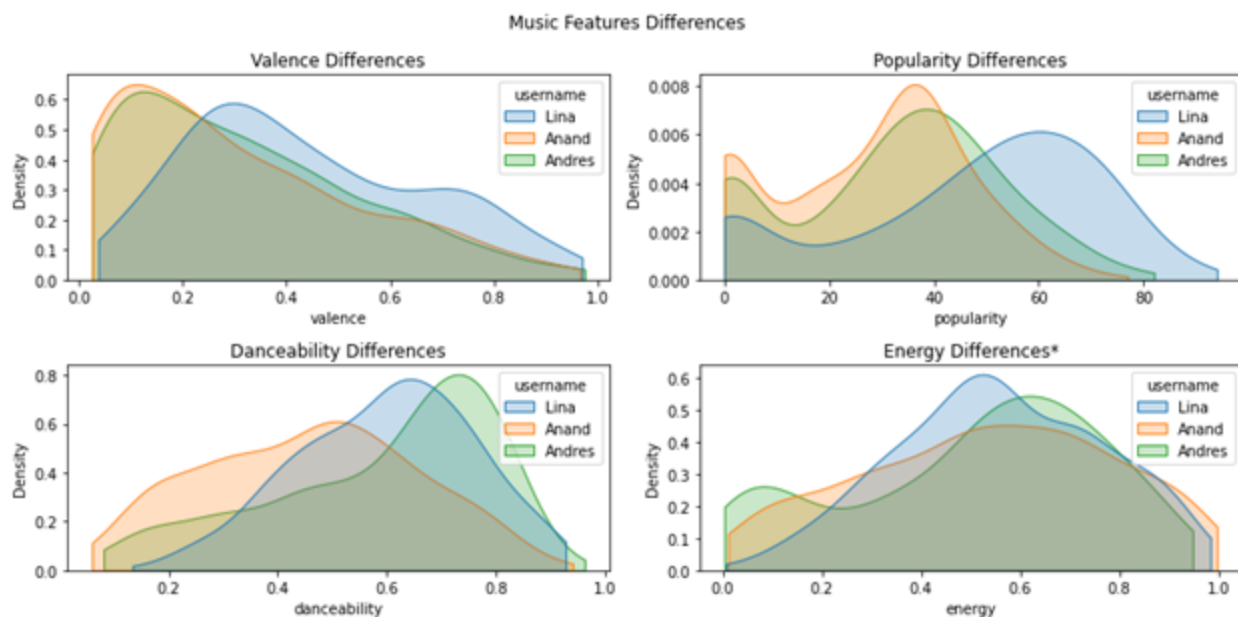 Music Features Differences
Valence Differences
Density
0.6
0.5
0.4
0.3
0.2
0.1
0.0
0.0 0.2 0.4 0.6 0.8 1.0
valence
username
Lina
Anand
Andres
Popularity Differences
Density
0.008
0.006
0.004
0.002
0.000
0 20 40 60 80
popularity
username
Lina
Anand
Andres
Danceability Differences
Density
0.8
0.6
0.4
0.2
0.0
0.2 0.4 0.6 0.8 1.0
danceability
username
Lina
Anand
Andres
Energy Differences*
Density
0.6
0.5
0.4
0.3
0.2
0.1
0.0
0.0 0.2 0.4 0.6 0.8 1.0
energy
username
Lina
Anand
Andres